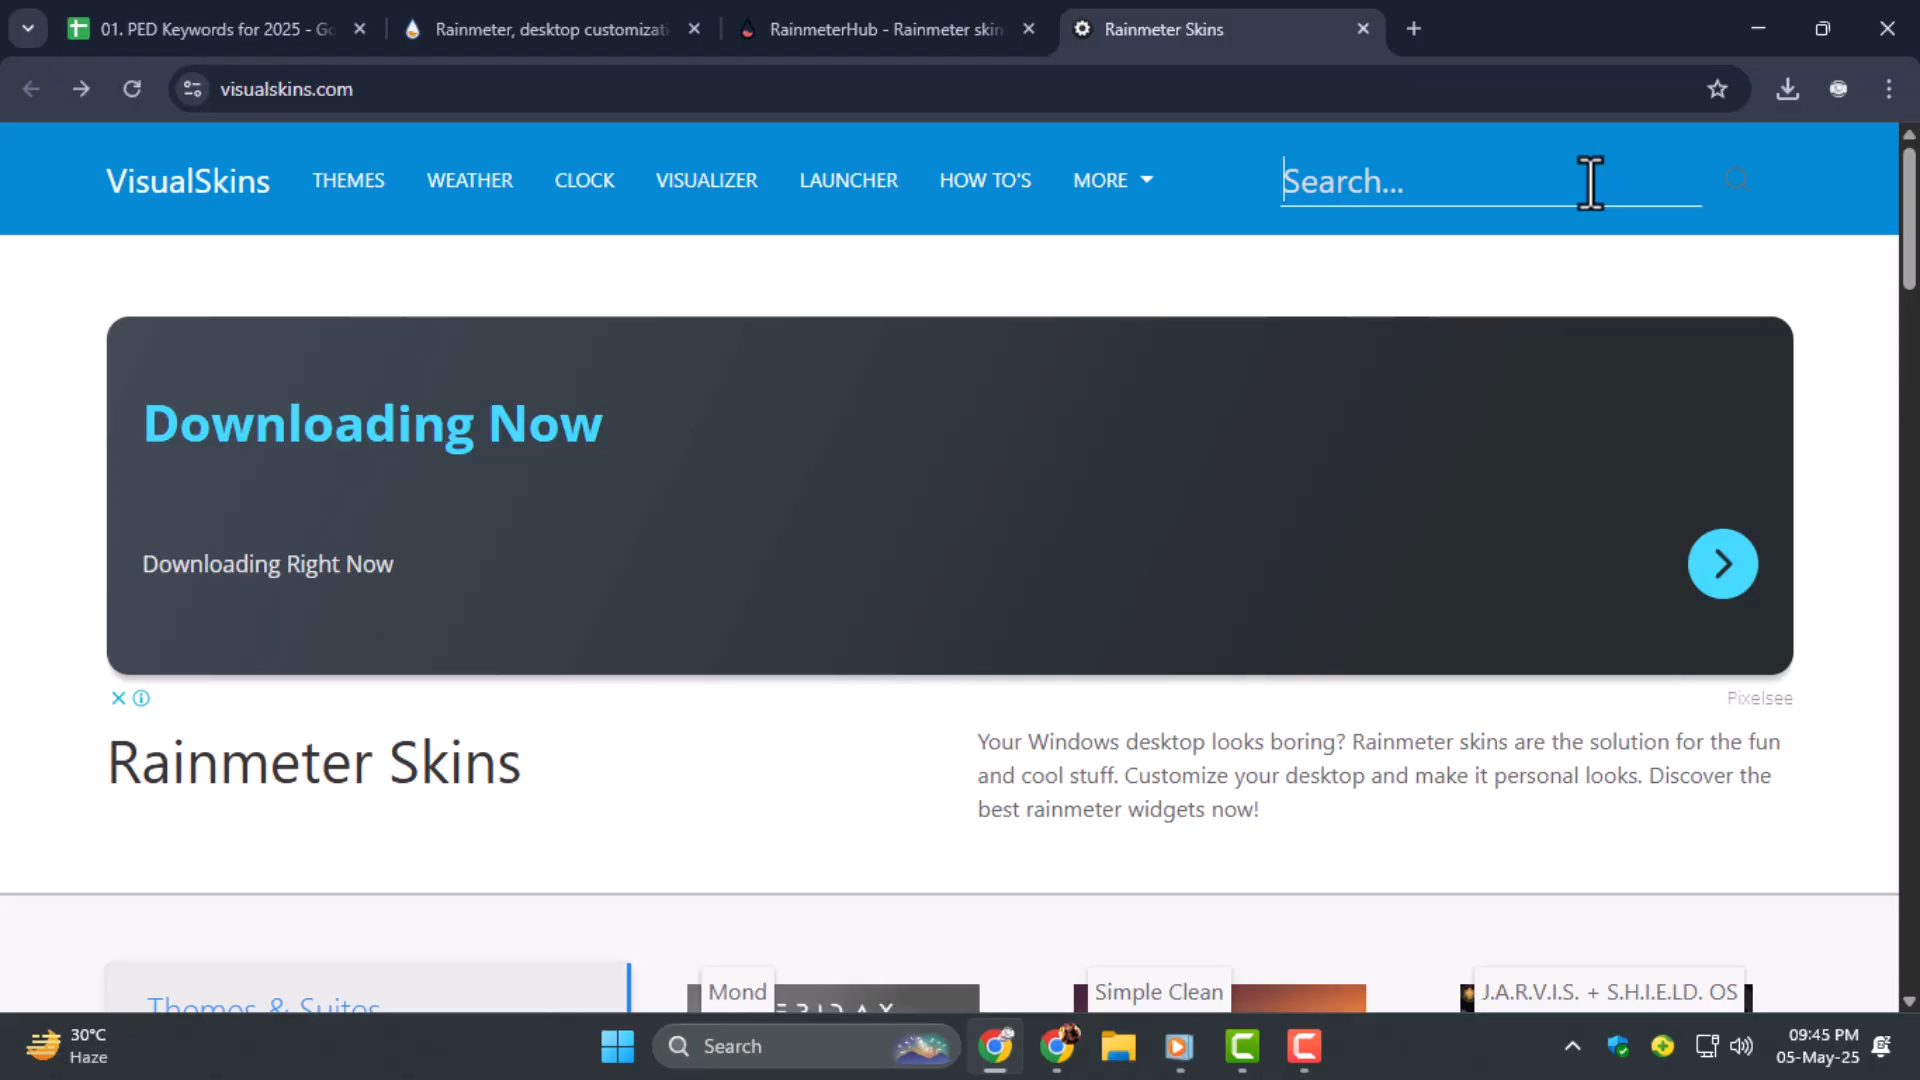 01. PED Keywords for 2025 - Go
Rainmeter, desktop customizati
RainmeterHub - Rainmeter skin
Rainmeter Skins
visualskins.com
VisualSkins
THEMES
WEATHER
CLOCK
VISUALIZER
LAUNCHER
HOW TO'S
MORE
Search...
Downloading Now
Downloading Right Now
Pixelsee
Rainmeter Skins
Your Windows desktop looks boring? Rainmeter skins are the solution for the fun
and cool stuff. Customize your desktop and make it personal looks. Discover the
best rainmeter widgets now!
Themes & Suites
Mond
Simple Clean
J.A.R.V.I.S. + S.H.I.E.L.D. OS
30°C
Haze
Search
09:45 PM
05-May-25